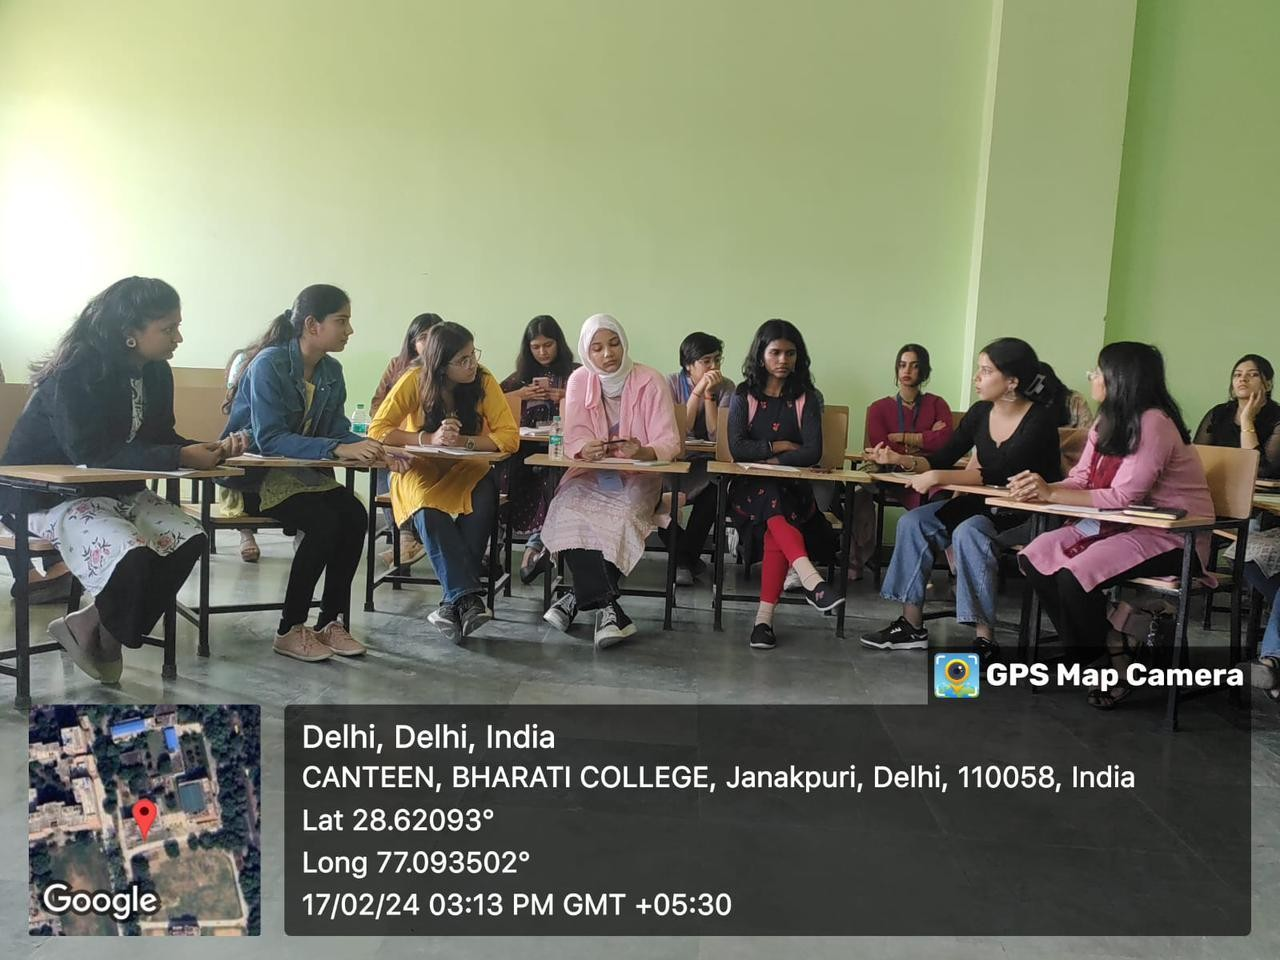 GPS Map Camera
Delhi, Delhi, India
CANTEEN, BHARATI COLLEGE, Janakpuri, Delhi, 110058, India
Lat 28.62093°
Long 77.093502°
17/02/24 03:13 PM GMT +05:30
Google